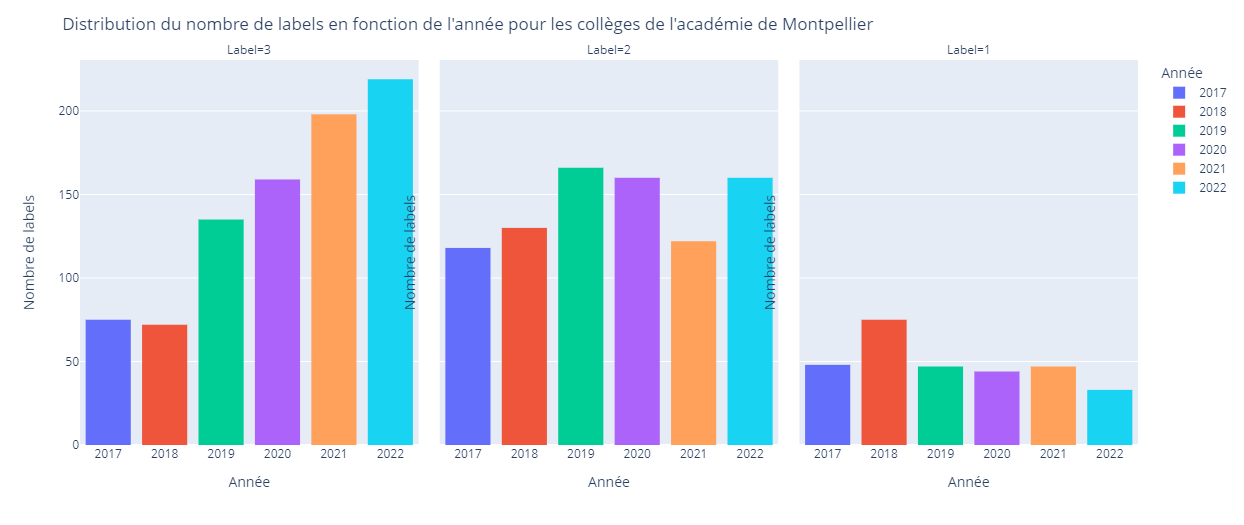 Distribution du nombre de labels en fonction de l'année pour les collèges de l'académie de Montpellier
Label=3
Label=2
Label=1
Nombre de labels
200
150
100
50
0
2017 2018 2019 2020 2021 2022
Année
Nombre de labels
2017 2018 2019 2020 2021 2022
Année
Nombre de labels
2017 2018 2019 2020 2021 2022
Année
Année
2017
2018
2019
2020
2021
2022